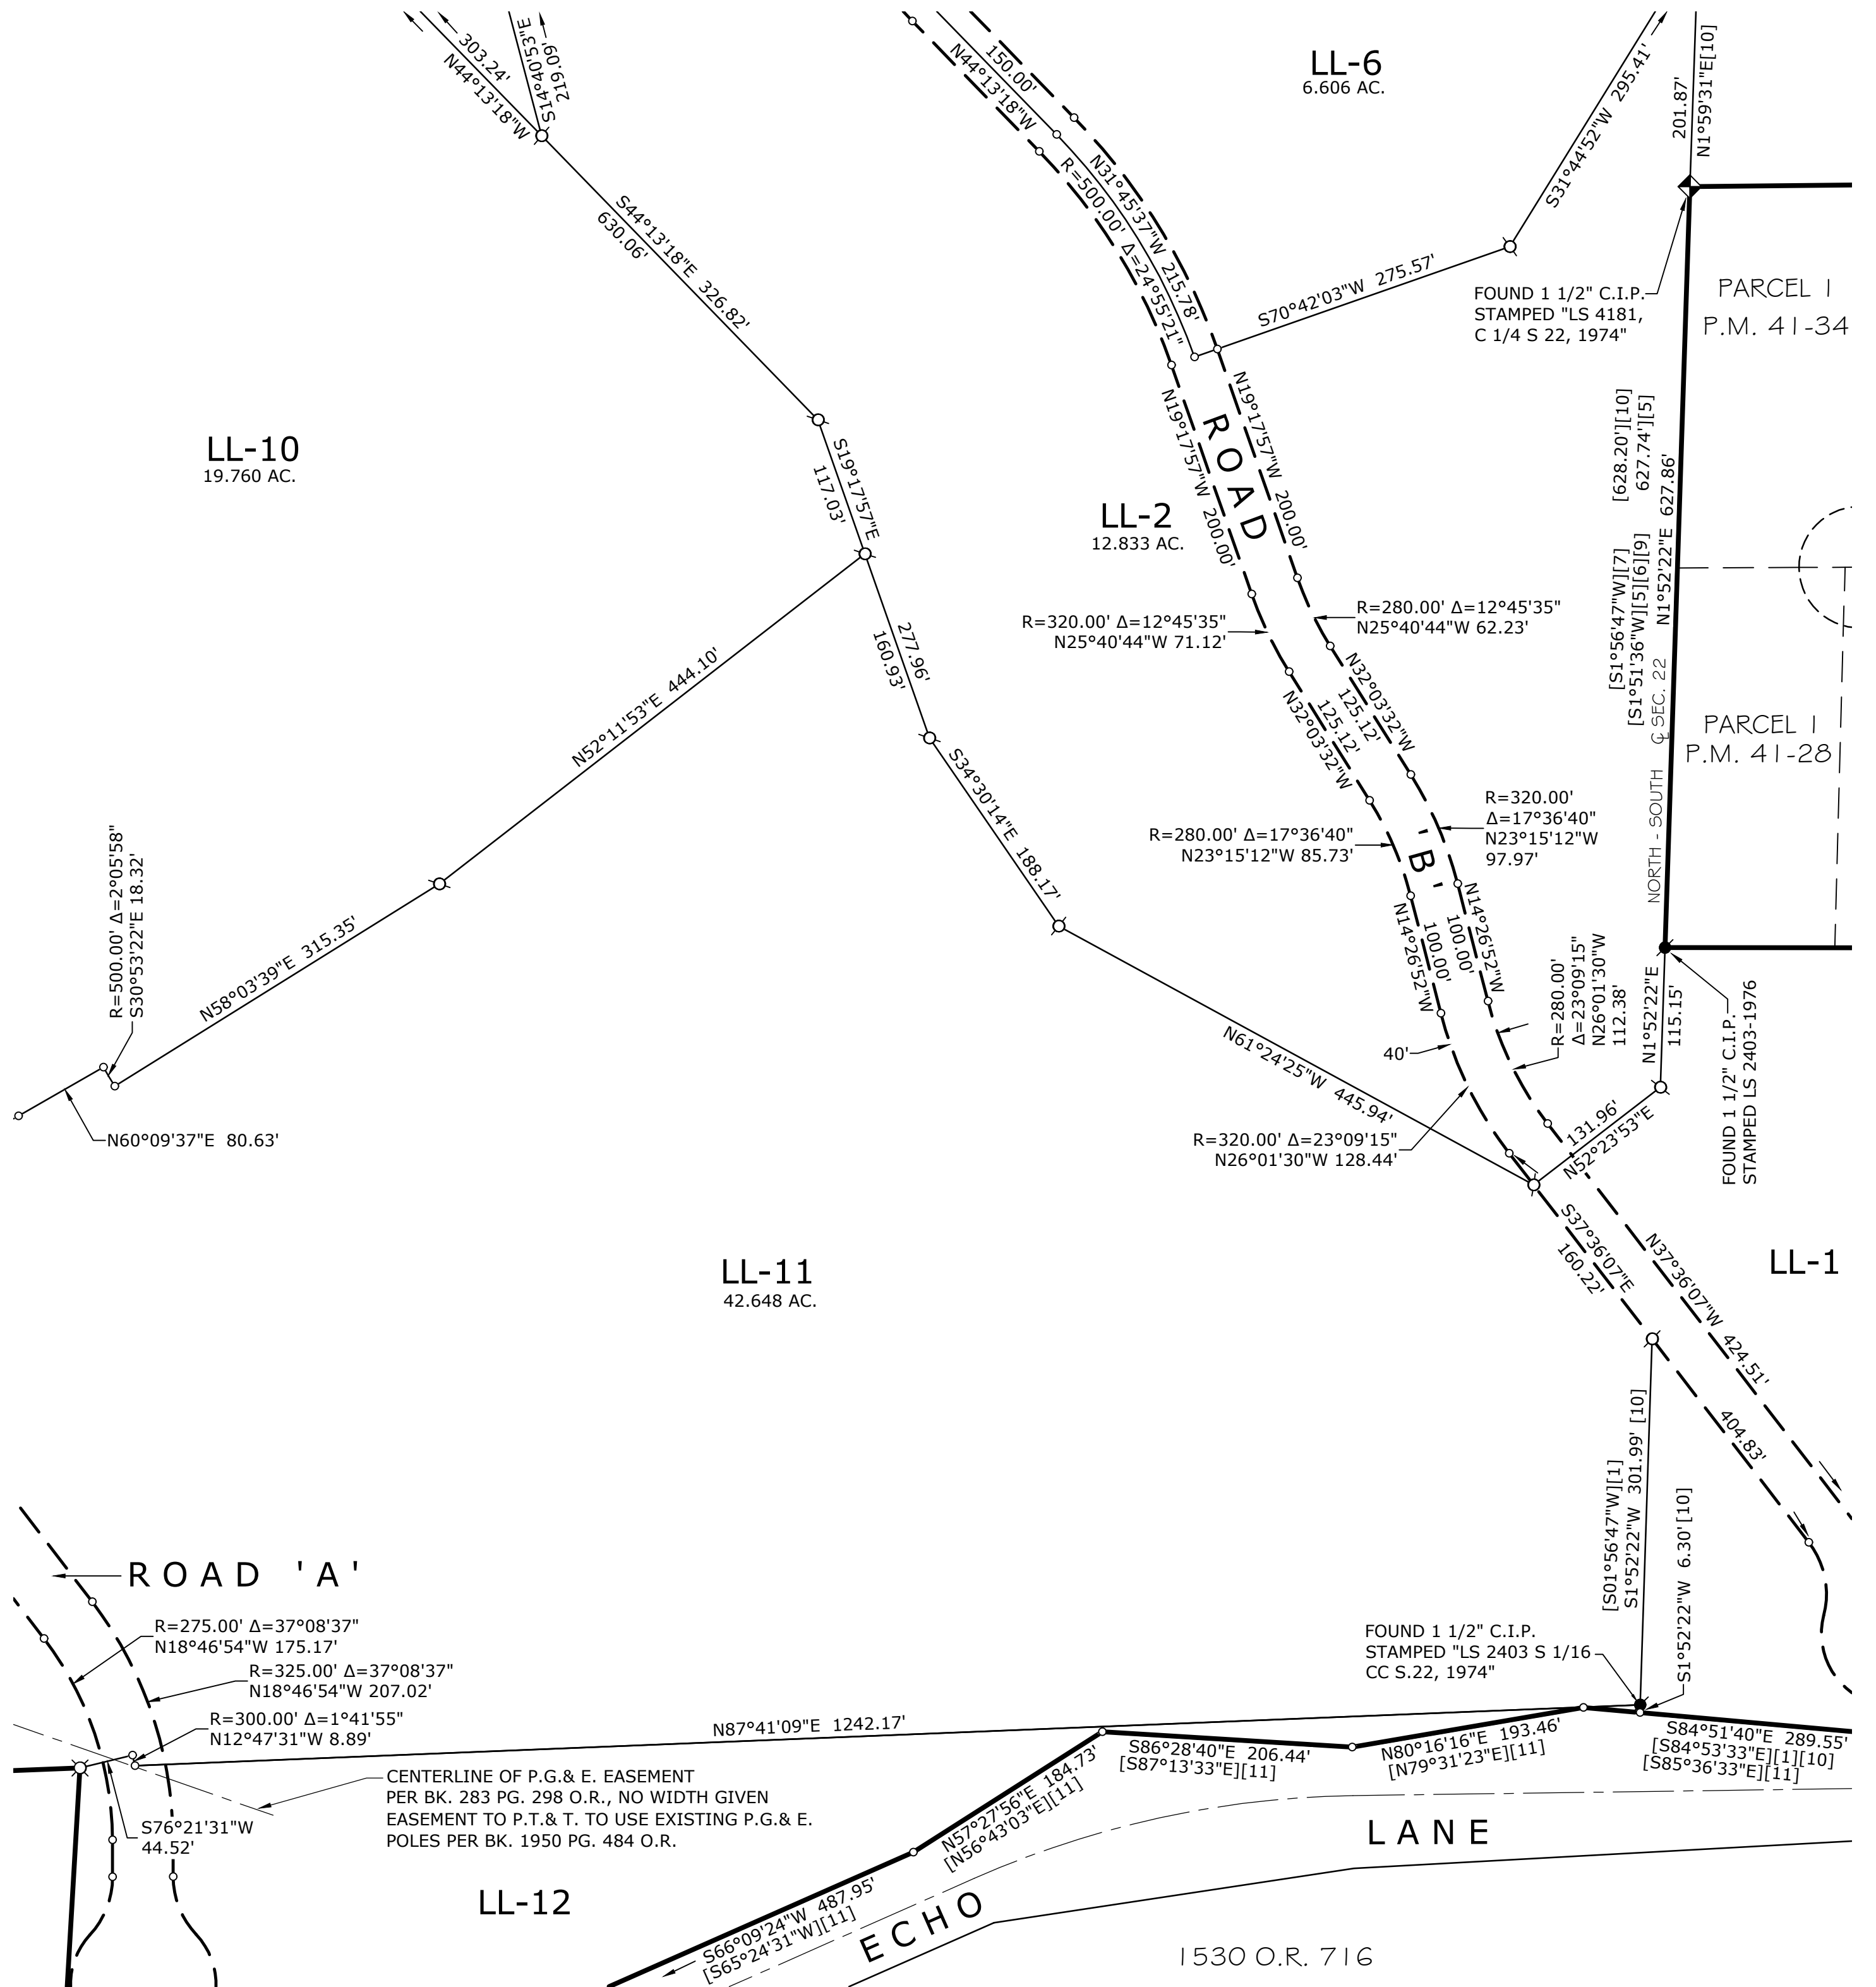 303.24'
N44°13'18"W
S14°40'53"E
219.09'
150.00'
N44°13'18"W
LL-6
6.606 AC.
S31°44'52"W 295.41'
201.87'
N1°59'31"E[10]
S44°13'18"E 326.82'
630.06'
N31°45'37"W 215.78'
R=500.00' Δ=24°55'21"
S70°42'03"W 275.57'
FOUND 1 1/2" C.I.P.
STAMPED "LS 4181,
C 1/4 S 22, 1974"
PARCEL 1
P.M. 41-34
LL-10
19.760 AC.
S19°17'57"E
117.03'
N19°17'57"W 200.00'
N19°17'57"W 200.00'
ROAD
LL-2
12.833 AC.
[628.20'][10]
627.74'][5]
N1°52'22"E 627.86'
[S1°56'47"W][7]
[S1°51'36"W][5][6][9]
NORTH - SOUTH ℄ SEC. 22
R=320.00' Δ=12°45'35"
N25°40'44"W 71.12'
R=280.00' Δ=12°45'35"
N25°40'44"W 62.23'
277.96'
160.93'
N52°11'53"E 444.10'
N32°03'32"W
125.12'
125.12'
N32°03'32"W
PARCEL 1
P.M. 41-28
S34°30'14"E 188.17'
R=280.00' Δ=17°36'40"
N23°15'12"W 85.73'
R=320.00'
Δ=17°36'40"
N23°15'12"W
97.97'
'B'
R=500.00' Δ=2°05'58"
S30°53'22"E 18.32'
N58°03'39"E 315.35'
N14°26'52"W
100.00'
100.00'
N14°26'52"W
R=280.00'
Δ=23°09'15"
N26°01'30"W
112.38'
N1°52'22"E
115.15'
FOUND 1 1/2" C.I.P.
STAMPED LS 2403-1976
40'
N61°24'25"W 445.94'
N60°09'37"E 80.63'
R=320.00' Δ=23°09'15"
N26°01'30"W 128.44'
131.96'
N52°23'53"E
LL-11
42.648 AC.
S37°36'07"E
160.22'
N37°36'07"W 424.51'
LL-1
404.83'
[S01°56'47"W][1]
S1°52'22"W 301.99' [10]
S1°52'22"W 6.30' [10]
ROAD 'A'
R=275.00' Δ=37°08'37"
N18°46'54"W 175.17'
R=325.00' Δ=37°08'37"
N18°46'54"W 207.02'
R=300.00' Δ=1°41'55"
N12°47'31"W 8.89'
FOUND 1 1/2" C.I.P.
STAMPED "LS 2403 S 1/16
CC S.22, 1974"
N87°41'09"E 1242.17'
CENTERLINE OF P.G.& E. EASEMENT
PER BK. 283 PG. 298 O.R., NO WIDTH GIVEN
EASEMENT TO P.T.& T. TO USE EXISTING P.G.& E.
POLES PER BK. 1950 PG. 484 O.R.
S76°21'31"W
44.52'
S86°28'40"E 206.44'
[S87°13'33"E][11]
N80°16'16"E 193.46'
[N79°31'23"E][11]
S84°51'40"E 289.55'
[S84°53'33"E][1][10]
[S85°36'33"E][11]
N57°27'56"E 184.73'
[N56°43'03"E][11]
LL-12
S66°09'24"W 487.95'
[S65°24'31"W][11]
ECHO LANE
1530 O.R. 716